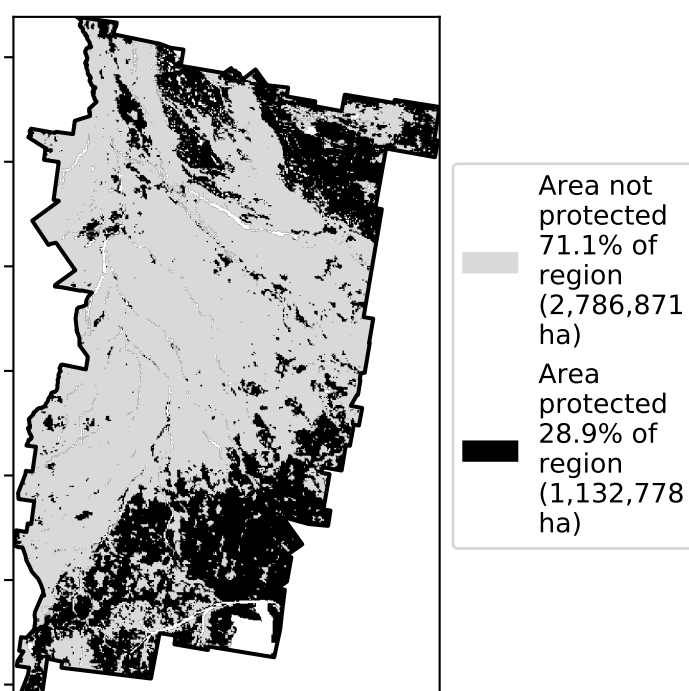 Area not
protected
71.1% of
region
(2,786,871
ha)
Area
protected
28.9% of
region
(1,132,778
ha)